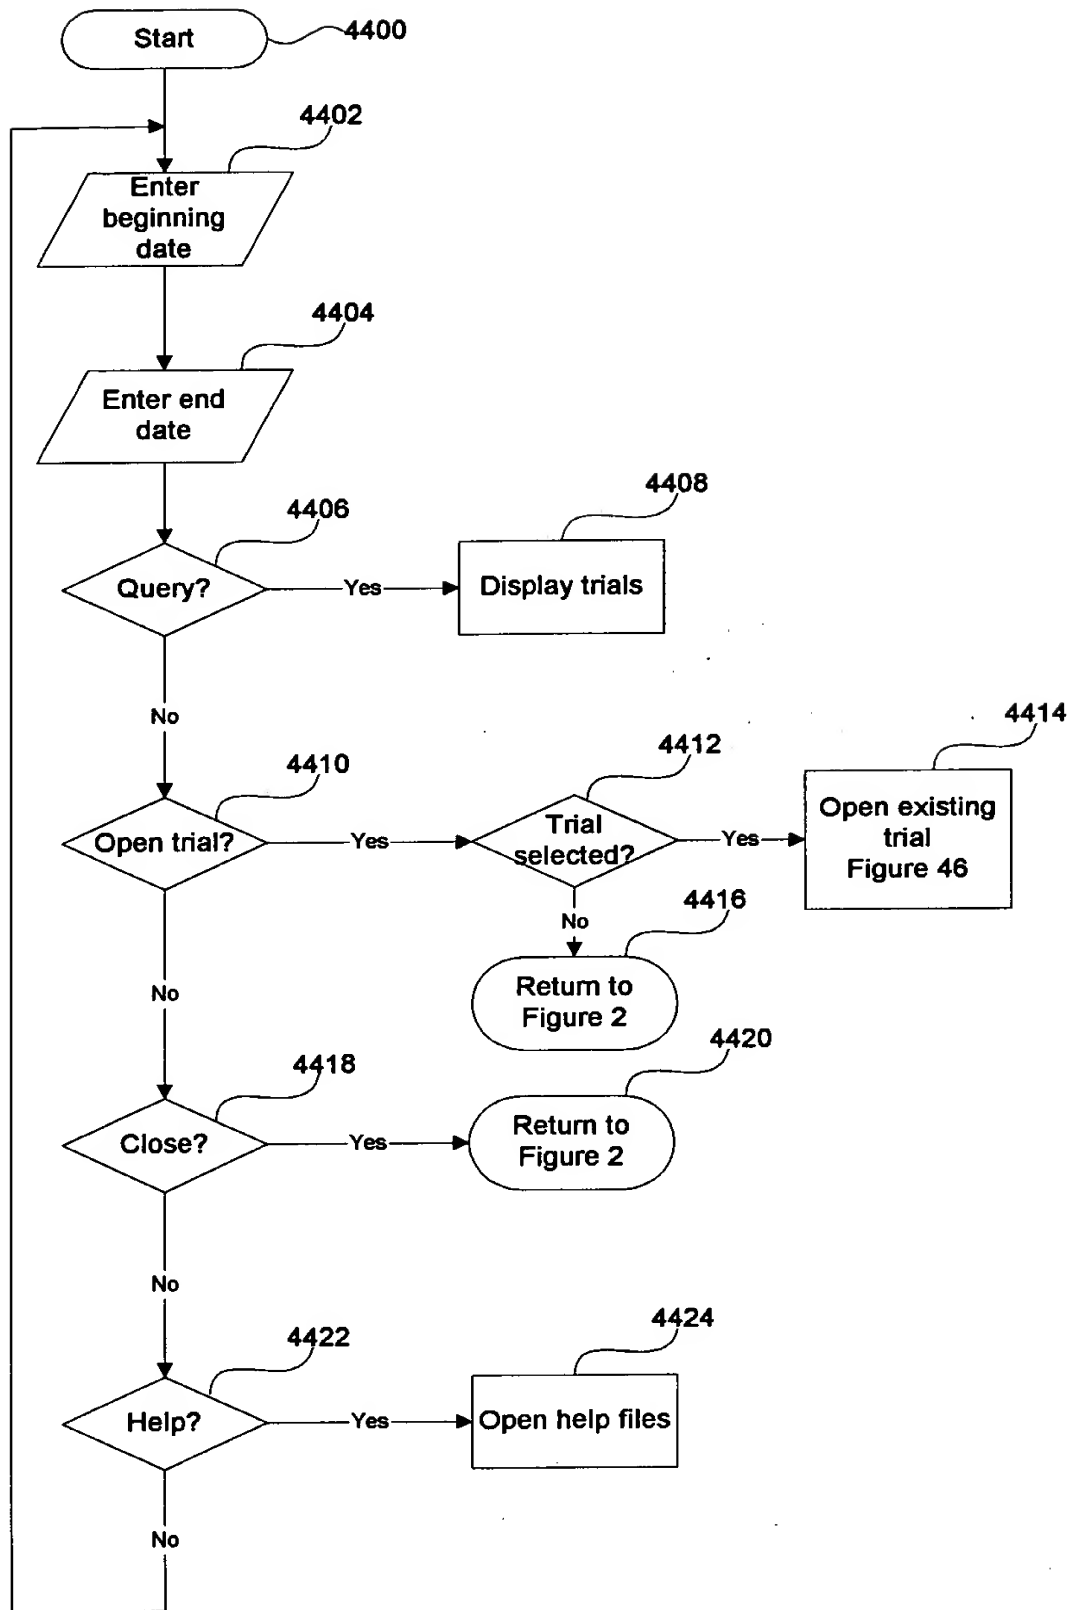 Start
4400
4402
Enter
beginning
date
4404
Enter end
date
4406
Query?
Yes
4408
Display trials
No
4410
Open trial?
Yes
4412
Trial
selected?
Yes
4414
Open existing
trial
Figure 46
No
4416
Return to
Figure 2
No
4418
Close?
Yes
4420
Return to
Figure 2
No
4422
Help?
Yes
4424
Open help files
No